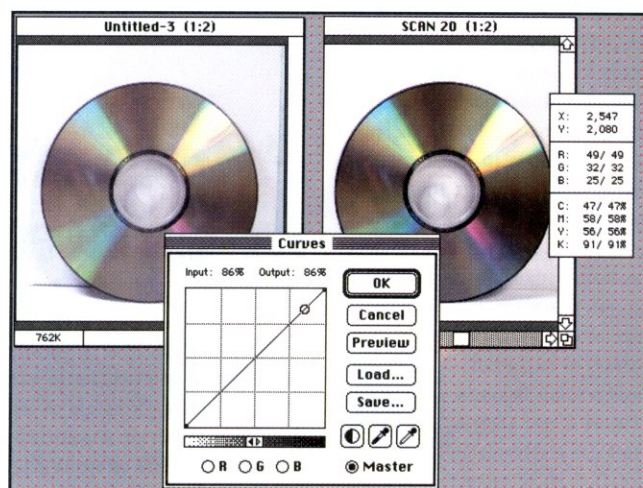 Untitled-3 (1:2)
SCAN 20 (1:2)
X: 2,547
Y: 2,080
R: 49/ 49
G: 32/ 32
B: 25/ 25
C: 47/ 47%
M: 58/ 58%
Y: 56/ 56%
K: 91/ 91%
Curves
Input: 86% Output: 86%
OK
Cancel
Preview
Load...
Save...
R G B Master
762K